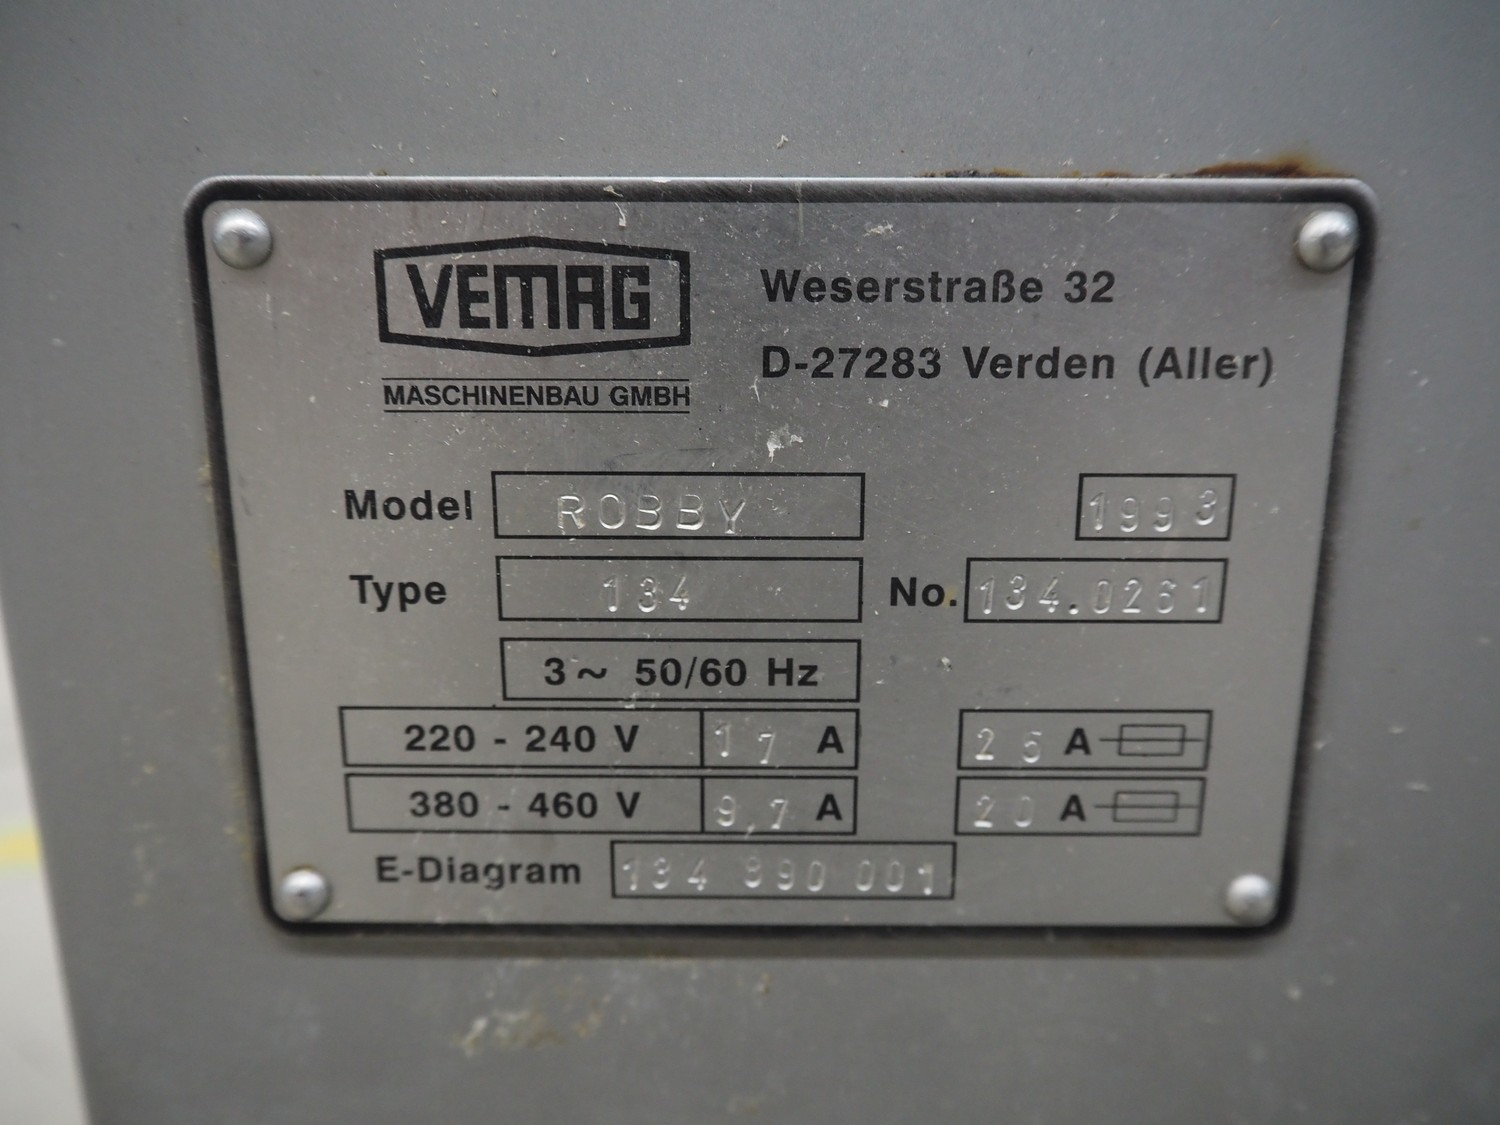 VEMAG
MASCHINENBAU GMBH
Weserstraße 32
D-27283 Verden (Aller)
Model ROBBY 1993
Type 134 No. 134.0261
3~ 50/60 Hz
220 - 240 V 17 A 25 A
380 - 460 V 9,7 A 20 A
E-Diagram 134 890 001